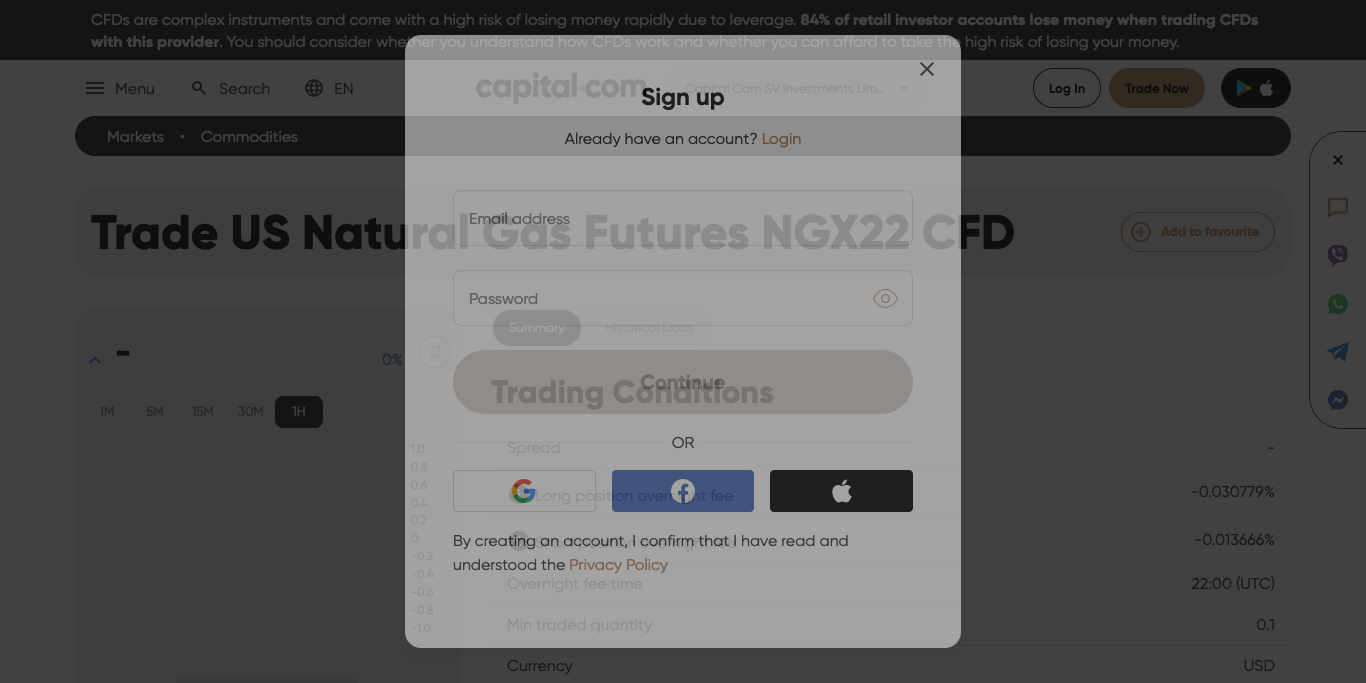 CFDs are complex instruments and come with a high risk of losing money rapidly due to leverage. 84% of retail investor accounts lose money when trading CFDs
with this provider. You should consider whether you understand how CFDs work and whether you can afford to take the high risk of losing your money.
Menu
Search
EN
capital.com
Capital Com SV Investments Lim...
Log In
Trade Now
Sign up
Markets • Commodities
Already have an account? Login
Trade US Natural Gas Futures NGX22 CFD
Add to favourite
Email address
Password
Summary
Historical Data
-
0%
Continue
Trading Conditions
1M
5M
15M
30M
1H
OR
1.0
0.8
0.6
0.4
0.2
0
-0.2
-0.4
-0.6
-0.8
-1.0
Spread
-
Long position overnight fee
-0.030779%
-0.013666%
By creating an account, I confirm that I have read and
understood the Privacy Policy
Overnight fee time
22:00 (UTC)
Min traded quantity
0.1
Currency
USD